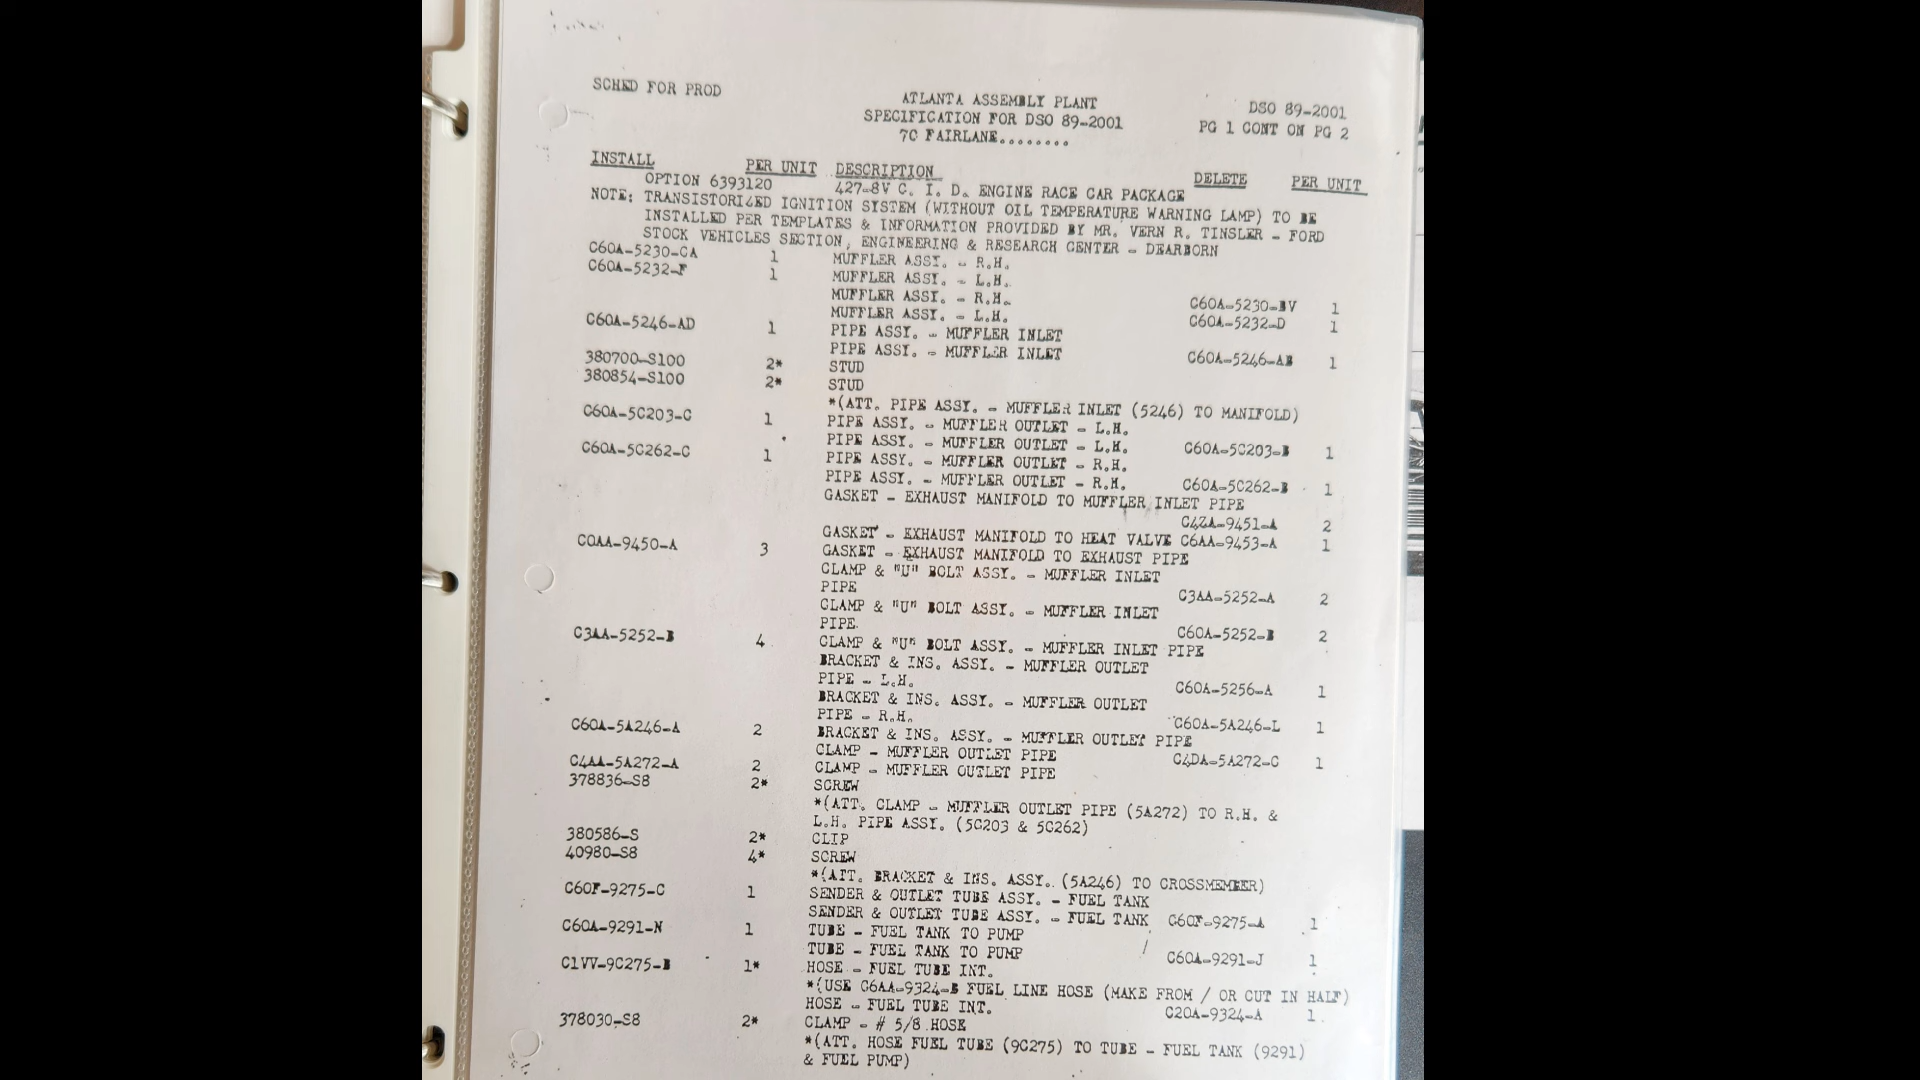 SCHED FOR PROD
ATLANTA ASSEMBLY PLANT
SPECIFICATION FOR DSO 89-2001
7C FAIRLANE........
DSO 89-2001
PG 1 CONT ON PG 2
INSTALL PER UNIT DESCRIPTION DELETE PER UNIT
OPTION 6393120 427-8V C. I. D. ENGINE RACE CAR PACKAGE
NOTE: TRANSISTORIZED IGNITION SYSTEM (WITHOUT OIL TEMPERATURE WARNING LAMP) TO BE
INSTALLED PER TEMPLATES & INFORMATION PROVIDED BY MR. VERN R. TINSLER - FORD
STOCK VEHICLES SECTION, ENGINEERING & RESEARCH CENTER - DEARBORN
C6OA-5230-CA 1 MUFFLER ASSY. - R.H.
C6OA-5232-F 1 MUFFLER ASSY. - L.H.
MUFFLER ASSY. - R.H. C6OA-5230-BV 1
MUFFLER ASSY. - L.H. C6OA-5232-D 1
C6OA-5246-AD 1 PIPE ASSY. - MUFFLER INLET
PIPE ASSY. - MUFFLER INLET C6OA-5246-AB 1
380700-S100 2* STUD
380854-S100 2* STUD
*(ATT. PIPE ASSY. - MUFFLER INLET (5246) TO MANIFOLD)
C6OA-5C203-C 1 PIPE ASSY. - MUFFLER OUTLET - L.H.
PIPE ASSY. - MUFFLER OUTLET - L.H. C6OA-5C203-B 1
C6OA-5C262-C 1 PIPE ASSY. - MUFFLER OUTLET - R.H.
PIPE ASSY. - MUFFLER OUTLET - R.H. C6OA-5C262-B 1
GASKET - EXHAUST MANIFOLD TO MUFFLER INLET PIPE
C4ZA-9451-A 2
GASKET - EXHAUST MANIFOLD TO HEAT VALVE C6AA-9453-A 1
C0AA-9450-A 3 GASKET - EXHAUST MANIFOLD TO EXHAUST PIPE
CLAMP & "U" BOLT ASSY. - MUFFLER INLET
PIPE C3AA-5252-A 2
CLAMP & "U" BOLT ASSY. - MUFFLER INLET
PIPE. C6OA-5252-B 2
C3AA-5252-B 4 CLAMP & "U" BOLT ASSY. - MUFFLER INLET PIPE
BRACKET & INS. ASSY. - MUFFLER OUTLET
PIPE - L.H. C6OA-5256-A 1
BRACKET & INS. ASSY. - MUFFLER OUTLET
PIPE - R.H. C6OA-5A246-L 1
C6OA-5A246-A 2 BRACKET & INS. ASSY. - MUFFLER OUTLET PIPE
CLAMP - MUFFLER OUTLET PIPE C4DA-5A272-C 1
C4AA-5A272-A 2 CLAMP - MUFFLER OUTLET PIPE
378836-S8 2* SCREW
*(ATT. CLAMP - MUFFLER OUTLET PIPE (5A272) TO R.H. &
L.H. PIPE ASSY. (5C203 & 5C262)
380586-S 2* CLIP
40980-S8 4* SCREW
*(ATT. BRACKET & INS. ASSY. (5A246) TO CROSSMEMBER)
C6OF-9275-C 1 SENDER & OUTLET TUBE ASSY. - FUEL TANK
SENDER & OUTLET TUBE ASSY. - FUEL TANK C6OF-9275-A 1
C6OA-9291-N 1 TUBE - FUEL TANK TO PUMP
TUBE - FUEL TANK TO PUMP C6OA-9291-J 1
C1VV-9C275-B 1* HOSE - FUEL TUBE INT.
*(USE C6AA-9324-B FUEL LINE HOSE (MAKE FROM / OR CUT IN HALF)
HOSE - FUEL TUBE INT. C2OA-9324-A 1
378030-S8 2* CLAMP - # 5/8 HOSE
*(ATT. HOSE FUEL TUBE (9C275) TO TUBE - FUEL TANK (9291)
& FUEL PUMP)